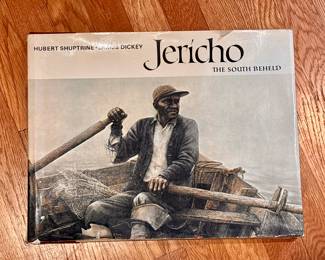 HUBERT SHUPTRINE • JAMES DICKEY
Jericho
THE SOUTH BEHELD